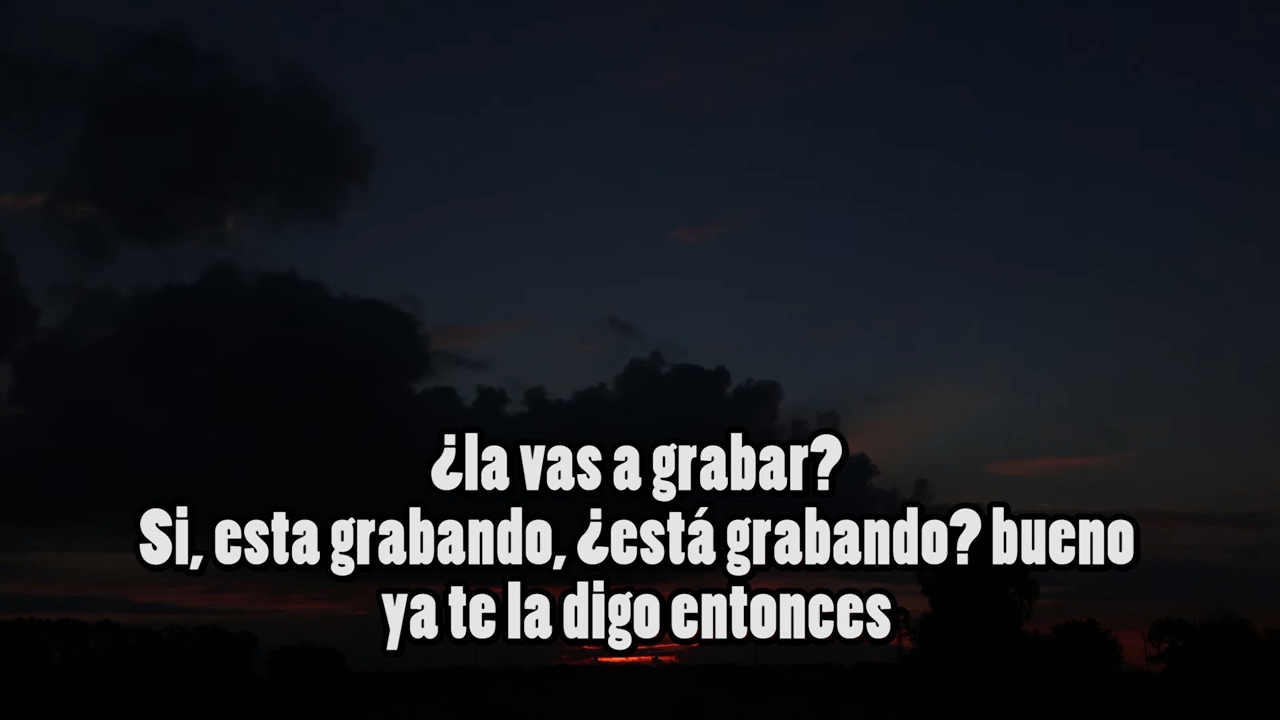 ¿la vas a grabar?
Si, esta grabando, ¿está grabando? bueno
ya te la digo entonces